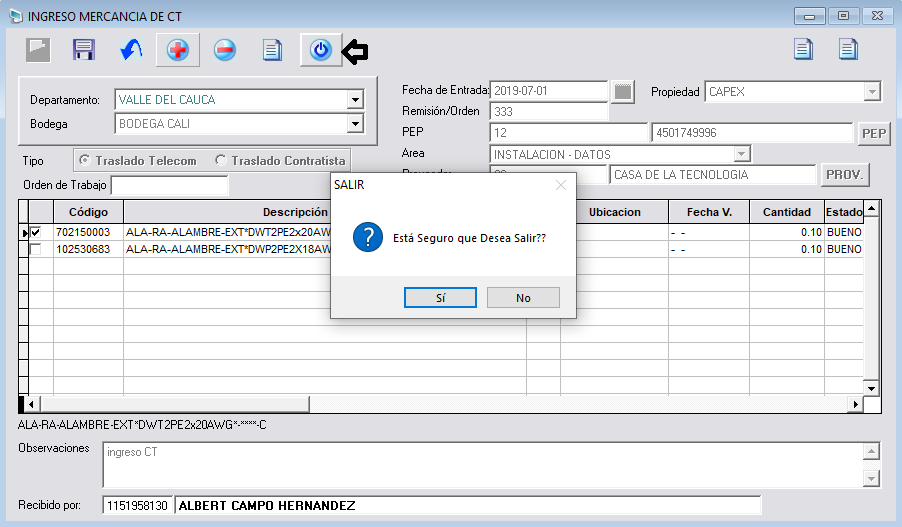 INGRESO MERCANCIA DE CT
Departamento: VALLE DEL CAUCA
Bodega BODEGA CALI
Fecha de Entrada: 2019-07-01 Propiedad CAPEX
Remisión/Orden 333
PEP 12 4501749996 PEP
Area INSTALACION - DATOS
CASA DE LA TECNOLOGIA PROV.
Tipo Traslado Telecom Traslado Contratista
Orden de Trabajo
SALIR
Está Seguro que Desea Salir??
Sí No
Código Descripción Ubicacion Fecha V. Cantidad Estado
702150003 ALA-RA-ALAMBRE-EXT*DWT2PE2x20AW - - 0.10 BUENO
102530683 ALA-RA-ALAMBRE-EXT*DWP2PE2X18AW - - 0.10 BUENO
ALA-RA-ALAMBRE-EXT*DWT2PE2x20AWG*-****-C
Observaciones ingreso CT
Recibido por: 1151958130 ALBERT CAMPO HERNANDEZ